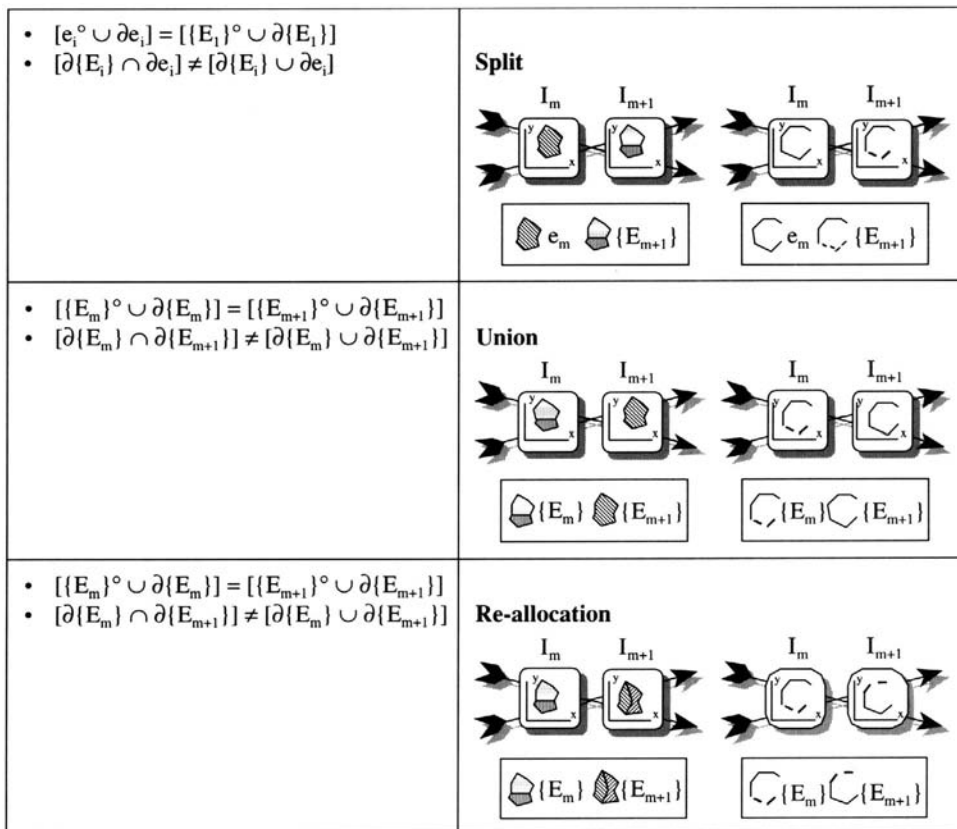 • [eᵢ° ∪ ∂eᵢ] = [{E₁}° ∪ ∂{E₁}]
• [∂{Eᵢ} ∩ ∂eᵢ] ≠ [∂{Eᵢ} ∪ ∂eᵢ]
Split
Iₘ Iₘ₊₁ Iₘ Iₘ₊₁
y x y x y x y x
eₘ {Eₘ₊₁} eₘ {Eₘ₊₁}
• [{Eₘ}° ∪ ∂{Eₘ}] = [{Eₘ₊₁}° ∪ ∂{Eₘ₊₁}]
• [∂{Eₘ} ∩ ∂{Eₘ₊₁}] ≠ [∂{Eₘ} ∪ ∂{Eₘ₊₁}]
Union
Iₘ Iₘ₊₁ Iₘ Iₘ₊₁
y x y x y x y x
{Eₘ} {Eₘ₊₁} {Eₘ} {Eₘ₊₁}
• [{Eₘ}° ∪ ∂{Eₘ}] = [{Eₘ₊₁}° ∪ ∂{Eₘ₊₁}]
• [∂{Eₘ} ∩ ∂{Eₘ₊₁}] ≠ [∂{Eₘ} ∪ ∂{Eₘ₊₁}]
Re-allocation
Iₘ Iₘ₊₁ Iₘ Iₘ₊₁
y x y x y x y x
{Eₘ} {Eₘ₊₁} {Eₘ} {Eₘ₊₁}